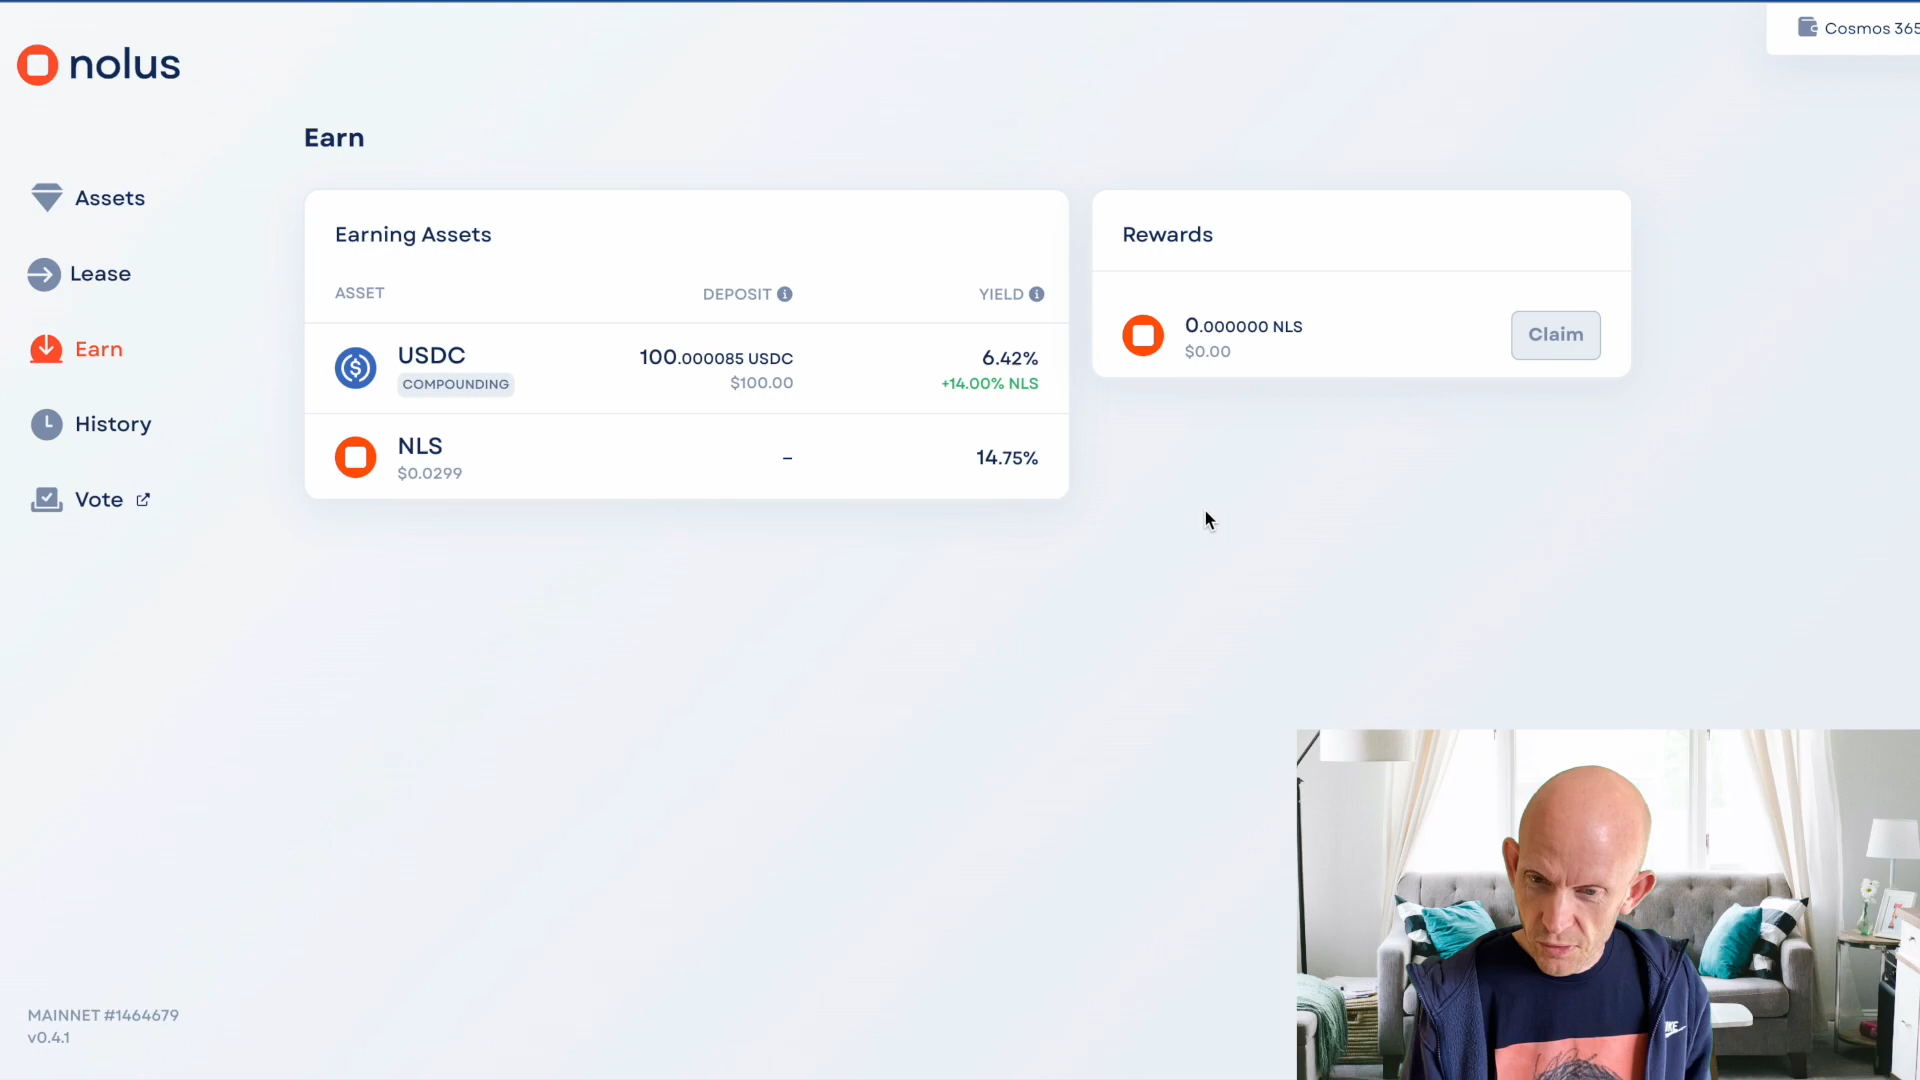 nolus
Cosmos 365
Earn
Assets
Lease
Earn
History
Vote
Earning Assets
ASSET DEPOSIT YIELD
USDC 100.000085 USDC 6.42%
COMPOUNDING $100.00 +14.00% NLS
NLS – 14.75%
$0.0299
Rewards
0.000000 NLS
$0.00
Claim
MAINNET #1464679
v0.4.1